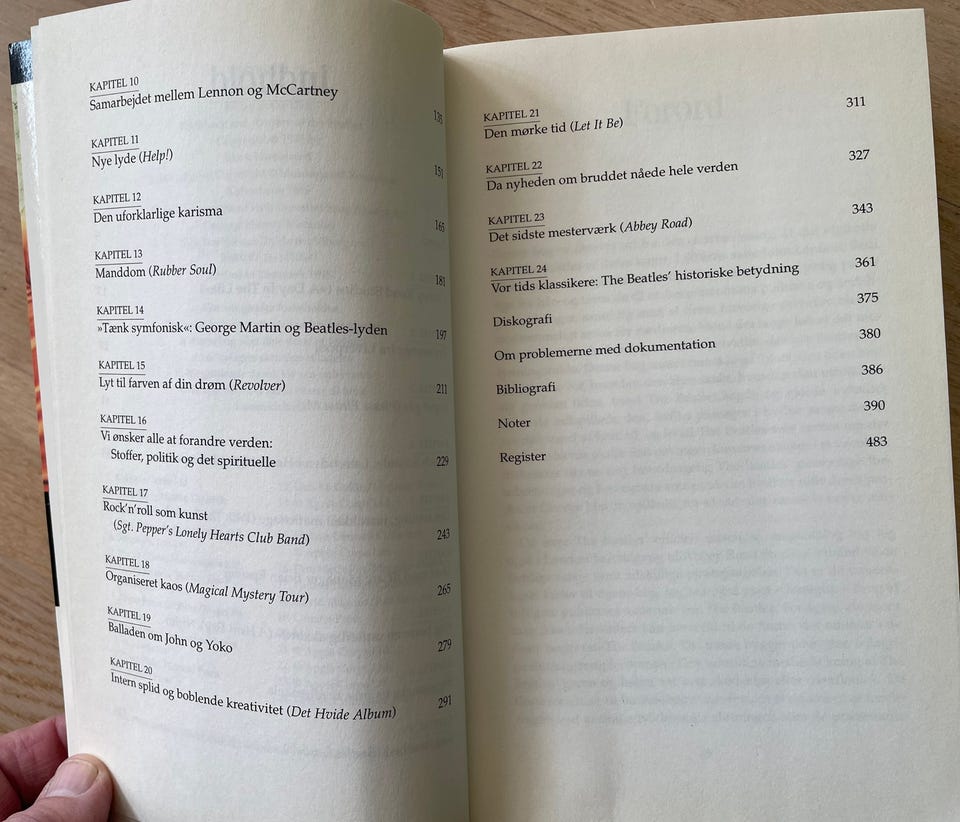 KAPITEL 10
Samarbejdet mellem Lennon og McCartney 135
KAPITEL 11
Nye lyde (Help!) 151
KAPITEL 12
Den uforklarlige karisma 165
KAPITEL 13
Manddom (Rubber Soul) 181
KAPITEL 14
»Tænk symfonisk«: George Martin og Beatles-lyden 197
KAPITEL 15
Lyt til farven af din drøm (Revolver) 211
KAPITEL 16
Vi ønsker alle at forandre verden:
Stoffer, politik og det spirituelle 229
KAPITEL 17
Rock'n'roll som kunst
(Sgt. Pepper's Lonely Hearts Club Band) 243
KAPITEL 18
Organiseret kaos (Magical Mystery Tour) 265
KAPITEL 19
Balladen om John og Yoko 279
KAPITEL 20
Intern splid og boblende kreativitet (Det Hvide Album) 291
KAPITEL 21
Den mørke tid (Let It Be) 311
KAPITEL 22
Da nyheden om bruddet nåede hele verden 327
KAPITEL 23
Det sidste mesterværk (Abbey Road) 343
KAPITEL 24
Vor tids klassikere: The Beatles' historiske betydning 361
Diskografi 375
Om problemerne med dokumentation 380
Bibliografi 386
Noter 390
Register 483